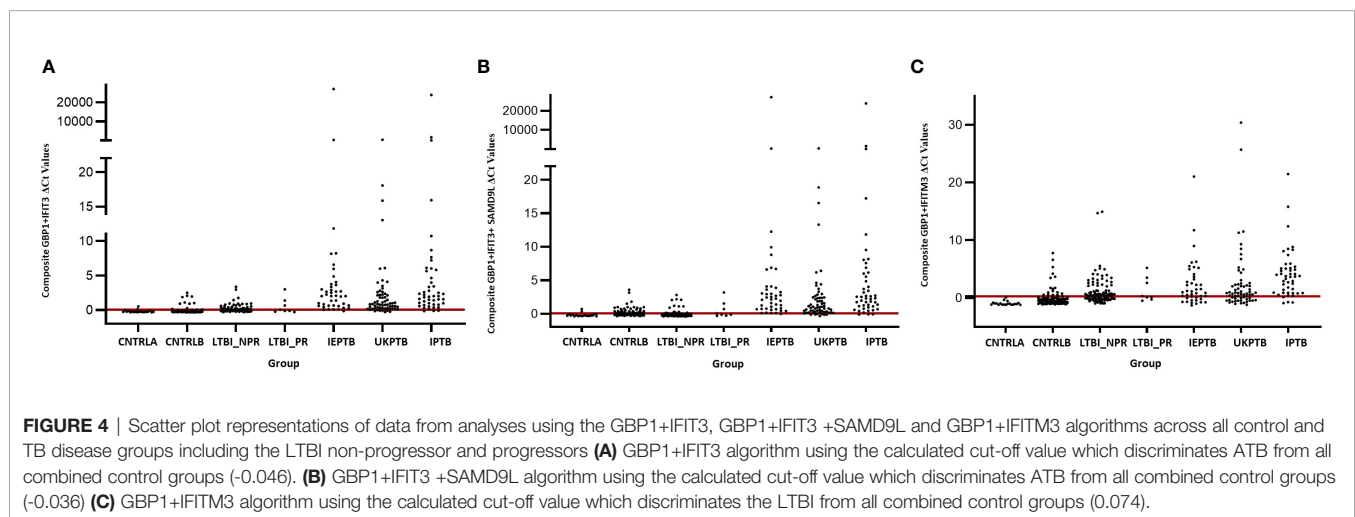 A
Composite GBP1+IFIT3 ΔCt Values
20000
10000
20
15
10
5
0
CNTRLA CNTRLB LTBI_NPR LTBI_PR IEPTB UKPTB IPTB
Group
B
Composite GBP1+IFIT3+ SAMD9L ΔCt Values
20000
10000
20
15
10
5
0
CNTRLA CNTRLB LTBI_NPR LTBI_PR IEPTB UKPTB IPTB
Group
C
Composite GBP1+IFITM3 ΔCt Values
30
20
10
0
CNTRLA CNTRLB LTBI_NPR LTBI_PR IEPTB UKPTB IPTB
Group
FIGURE 4 | Scatter plot representations of data from analyses using the GBP1+IFIT3, GBP1+IFIT3 +SAMD9L and GBP1+IFITM3 algorithms across all control and
TB disease groups including the LTBI non-progressor and progressors (A) GBP1+IFIT3 algorithm using the calculated cut-off value which discriminates ATB from all
combined control groups (-0.046). (B) GBP1+IFIT3 +SAMD9L algorithm using the calculated cut-off value which discriminates ATB from all combined control groups
(-0.036) (C) GBP1+IFITM3 algorithm using the calculated cut-off value which discriminates the LTBI from all combined control groups (0.074).